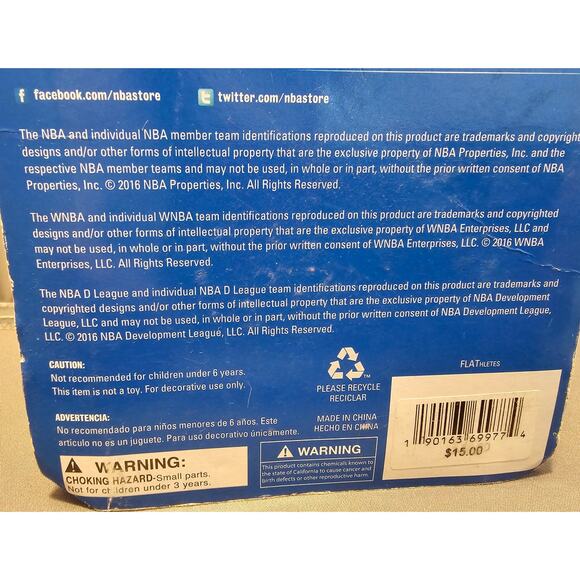 facebook.com/nbastore
twitter.com/nbastore
The NBA and individual NBA member team identifications reproduced on this product are trademarks and copyright
designs and/or other forms of intellectual property that are the exclusive property of NBA Properties, Inc. and the
respective NBA member teams and may not be used, in whole or in part, without the prior written consent of NBA
Properties, Inc. © 2016 NBA Properties, Inc. All Rights Reserved.
The WNBA and individual WNBA team identifications reproduced on this product are trademarks and copyrighted
designs and/or other forms of intellectual property that are the exclusive property of WNBA Enterprises, LLC and
may not be used, in whole or in part, without the prior written consent of WNBA Enterprises, LLC. © 2016 WNBA
Enterprises, LLC. All Rights Reserved.
The NBA D League and individual NBA D League team identifications reproduced on this product are trademarks and
copyrighted designs and/or other forms of intellectual property that are the exclusive property of NBA Development
League, LLC and may not be used, in whole or in part, without the prior written consent of NBA Development League,
LLC. © 2016 NBA Development League, LLC. All Rights Reserved.
CAUTION:
Not recommended for children under 6 years.
This item is not a toy. For decorative use only.
ADVERTENCIA:
No recomendado para niños menores de 6 años. Este
articulo no es un juguete. Para uso decorativo únicamente.
WARNING:
CHOKING HAZARD-Small parts.
Not for children under 3 years.
TM
PLEASE RECYCLE
RECICLAR
MADE IN CHINA
HECHO EN CHINA
WARNING:
This product contains chemicals known to
the state of California to cause cancer and
birth defects or other reproductive harm.
FLATHLETES
1 90163 69977 4
$15.00